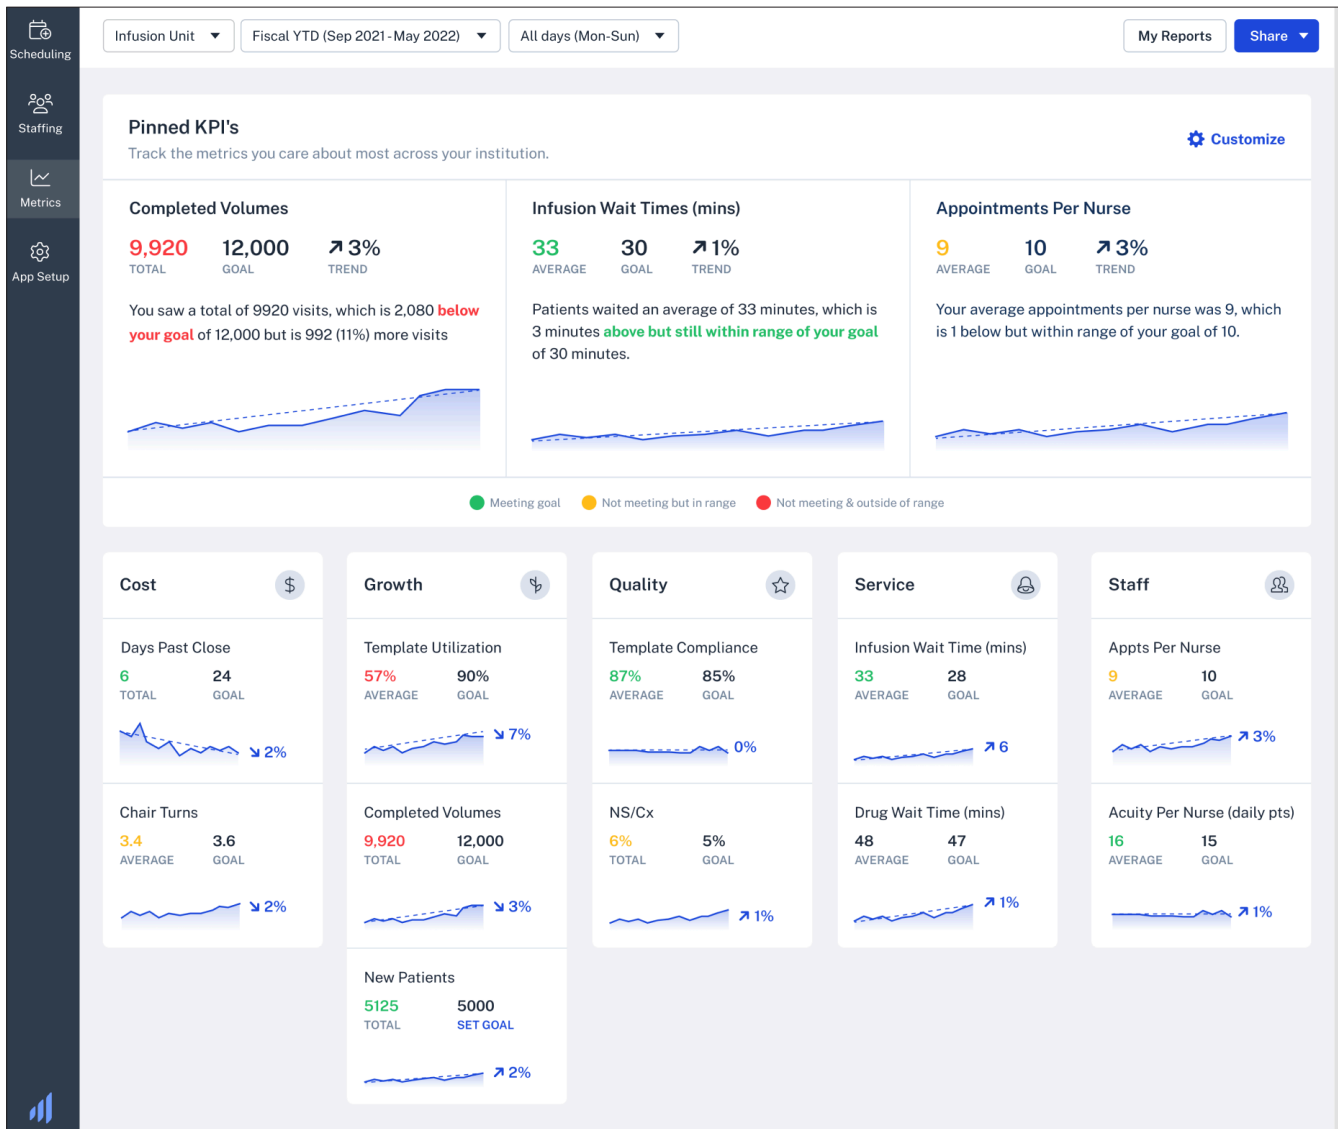 Scheduling
Staffing
Metrics
App Setup
Infusion Unit
Fiscal YTD (Sep 2021 - May 2022)
All days (Mon-Sun)
My Reports
Share
Pinned KPI's
Track the metrics you care about most across your institution.
Customize
Completed Volumes
9,920 12,000 3%
TOTAL GOAL TREND
You saw a total of 9920 visits, which is 2,080 below
your goal of 12,000 but is 992 (11%) more visits
Infusion Wait Times (mins)
33 30 1%
AVERAGE GOAL TREND
Patients waited an average of 33 minutes, which is
3 minutes above but still within range of your goal
of 30 minutes.
Appointments Per Nurse
9 10 3%
AVERAGE GOAL TREND
Your average appointments per nurse was 9, which
is 1 below but within range of your goal of 10.
Meeting goal
Not meeting but in range
Not meeting & outside of range
Cost
$
Days Past Close
6 24
TOTAL GOAL
2%
Chair Turns
3.4 3.6
AVERAGE GOAL
2%
Growth
Template Utilization
57% 90%
AVERAGE GOAL
7%
Completed Volumes
9,920 12,000
TOTAL GOAL
3%
New Patients
5125 5000
TOTAL SET GOAL
2%
Quality
Template Compliance
87% 85%
AVERAGE GOAL
0%
NS/Cx
6% 5%
TOTAL GOAL
1%
Service
Infusion Wait Time (mins)
33 28
AVERAGE GOAL
6
Drug Wait Time (mins)
48 47
AVERAGE GOAL
1%
Staff
Appts Per Nurse
9 10
AVERAGE GOAL
3%
Acuity Per Nurse (daily pts)
16 15
AVERAGE GOAL
1%